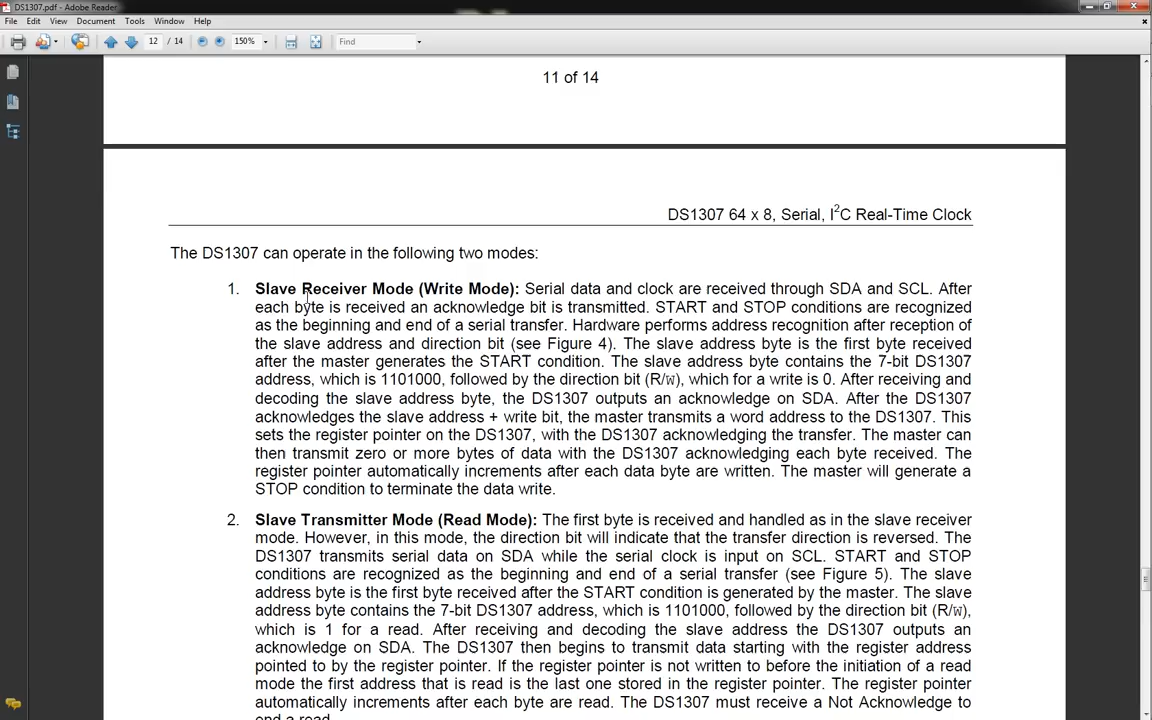 DS1307.pdf - Adobe Reader
File Edit View Document Tools Window Help
12 / 14 150% Find
11 of 14
DS1307 64 x 8, Serial, I2C Real-Time Clock
The DS1307 can operate in the following two modes:
1. Slave Receiver Mode (Write Mode): Serial data and clock are received through SDA and SCL. After
each byte is received an acknowledge bit is transmitted. START and STOP conditions are recognized
as the beginning and end of a serial transfer. Hardware performs address recognition after reception of
the slave address and direction bit (see Figure 4). The slave address byte is the first byte received
after the master generates the START condition. The slave address byte contains the 7-bit DS1307
address, which is 1101000, followed by the direction bit (R/w), which for a write is 0. After receiving and
decoding the slave address byte, the DS1307 outputs an acknowledge on SDA. After the DS1307
acknowledges the slave address + write bit, the master transmits a word address to the DS1307. This
sets the register pointer on the DS1307, with the DS1307 acknowledging the transfer. The master can
then transmit zero or more bytes of data with the DS1307 acknowledging each byte received. The
register pointer automatically increments after each data byte are written. The master will generate a
STOP condition to terminate the data write.
2. Slave Transmitter Mode (Read Mode): The first byte is received and handled as in the slave receiver
mode. However, in this mode, the direction bit will indicate that the transfer direction is reversed. The
DS1307 transmits serial data on SDA while the serial clock is input on SCL. START and STOP
conditions are recognized as the beginning and end of a serial transfer (see Figure 5). The slave
address byte is the first byte received after the START condition is generated by the master. The slave
address byte contains the 7-bit DS1307 address, which is 1101000, followed by the direction bit (R/w),
which is 1 for a read. After receiving and decoding the slave address the DS1307 outputs an
acknowledge on SDA. The DS1307 then begins to transmit data starting with the register address
pointed to by the register pointer. If the register pointer is not written to before the initiation of a read
mode the first address that is read is the last one stored in the register pointer. The register pointer
automatically increments after each byte are read. The DS1307 must receive a Not Acknowledge to
end a read.